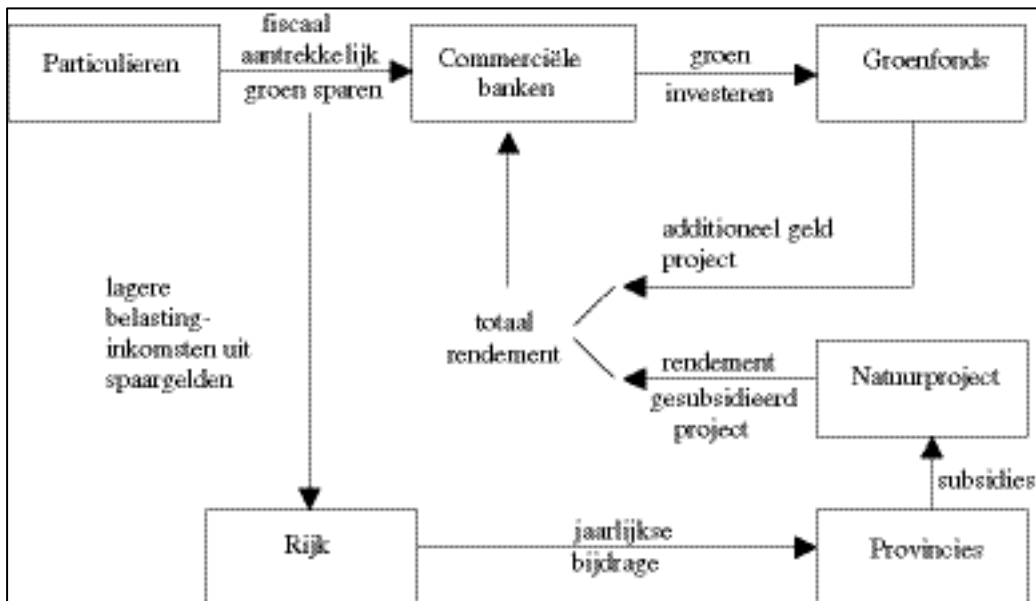 Particulieren
fiscaal
aantrekkelijk
groen sparen
Commerciële
banken
groen
investeren
Groenfonds
additioneel geld
project
lagere
belasting-
inkomsten uit
spaargelden
totaal
rendement
rendement
gesubsidieerd
project
Natuurproject
subsidies
Rijk
jaarlijkse
bijdrage
Provincies